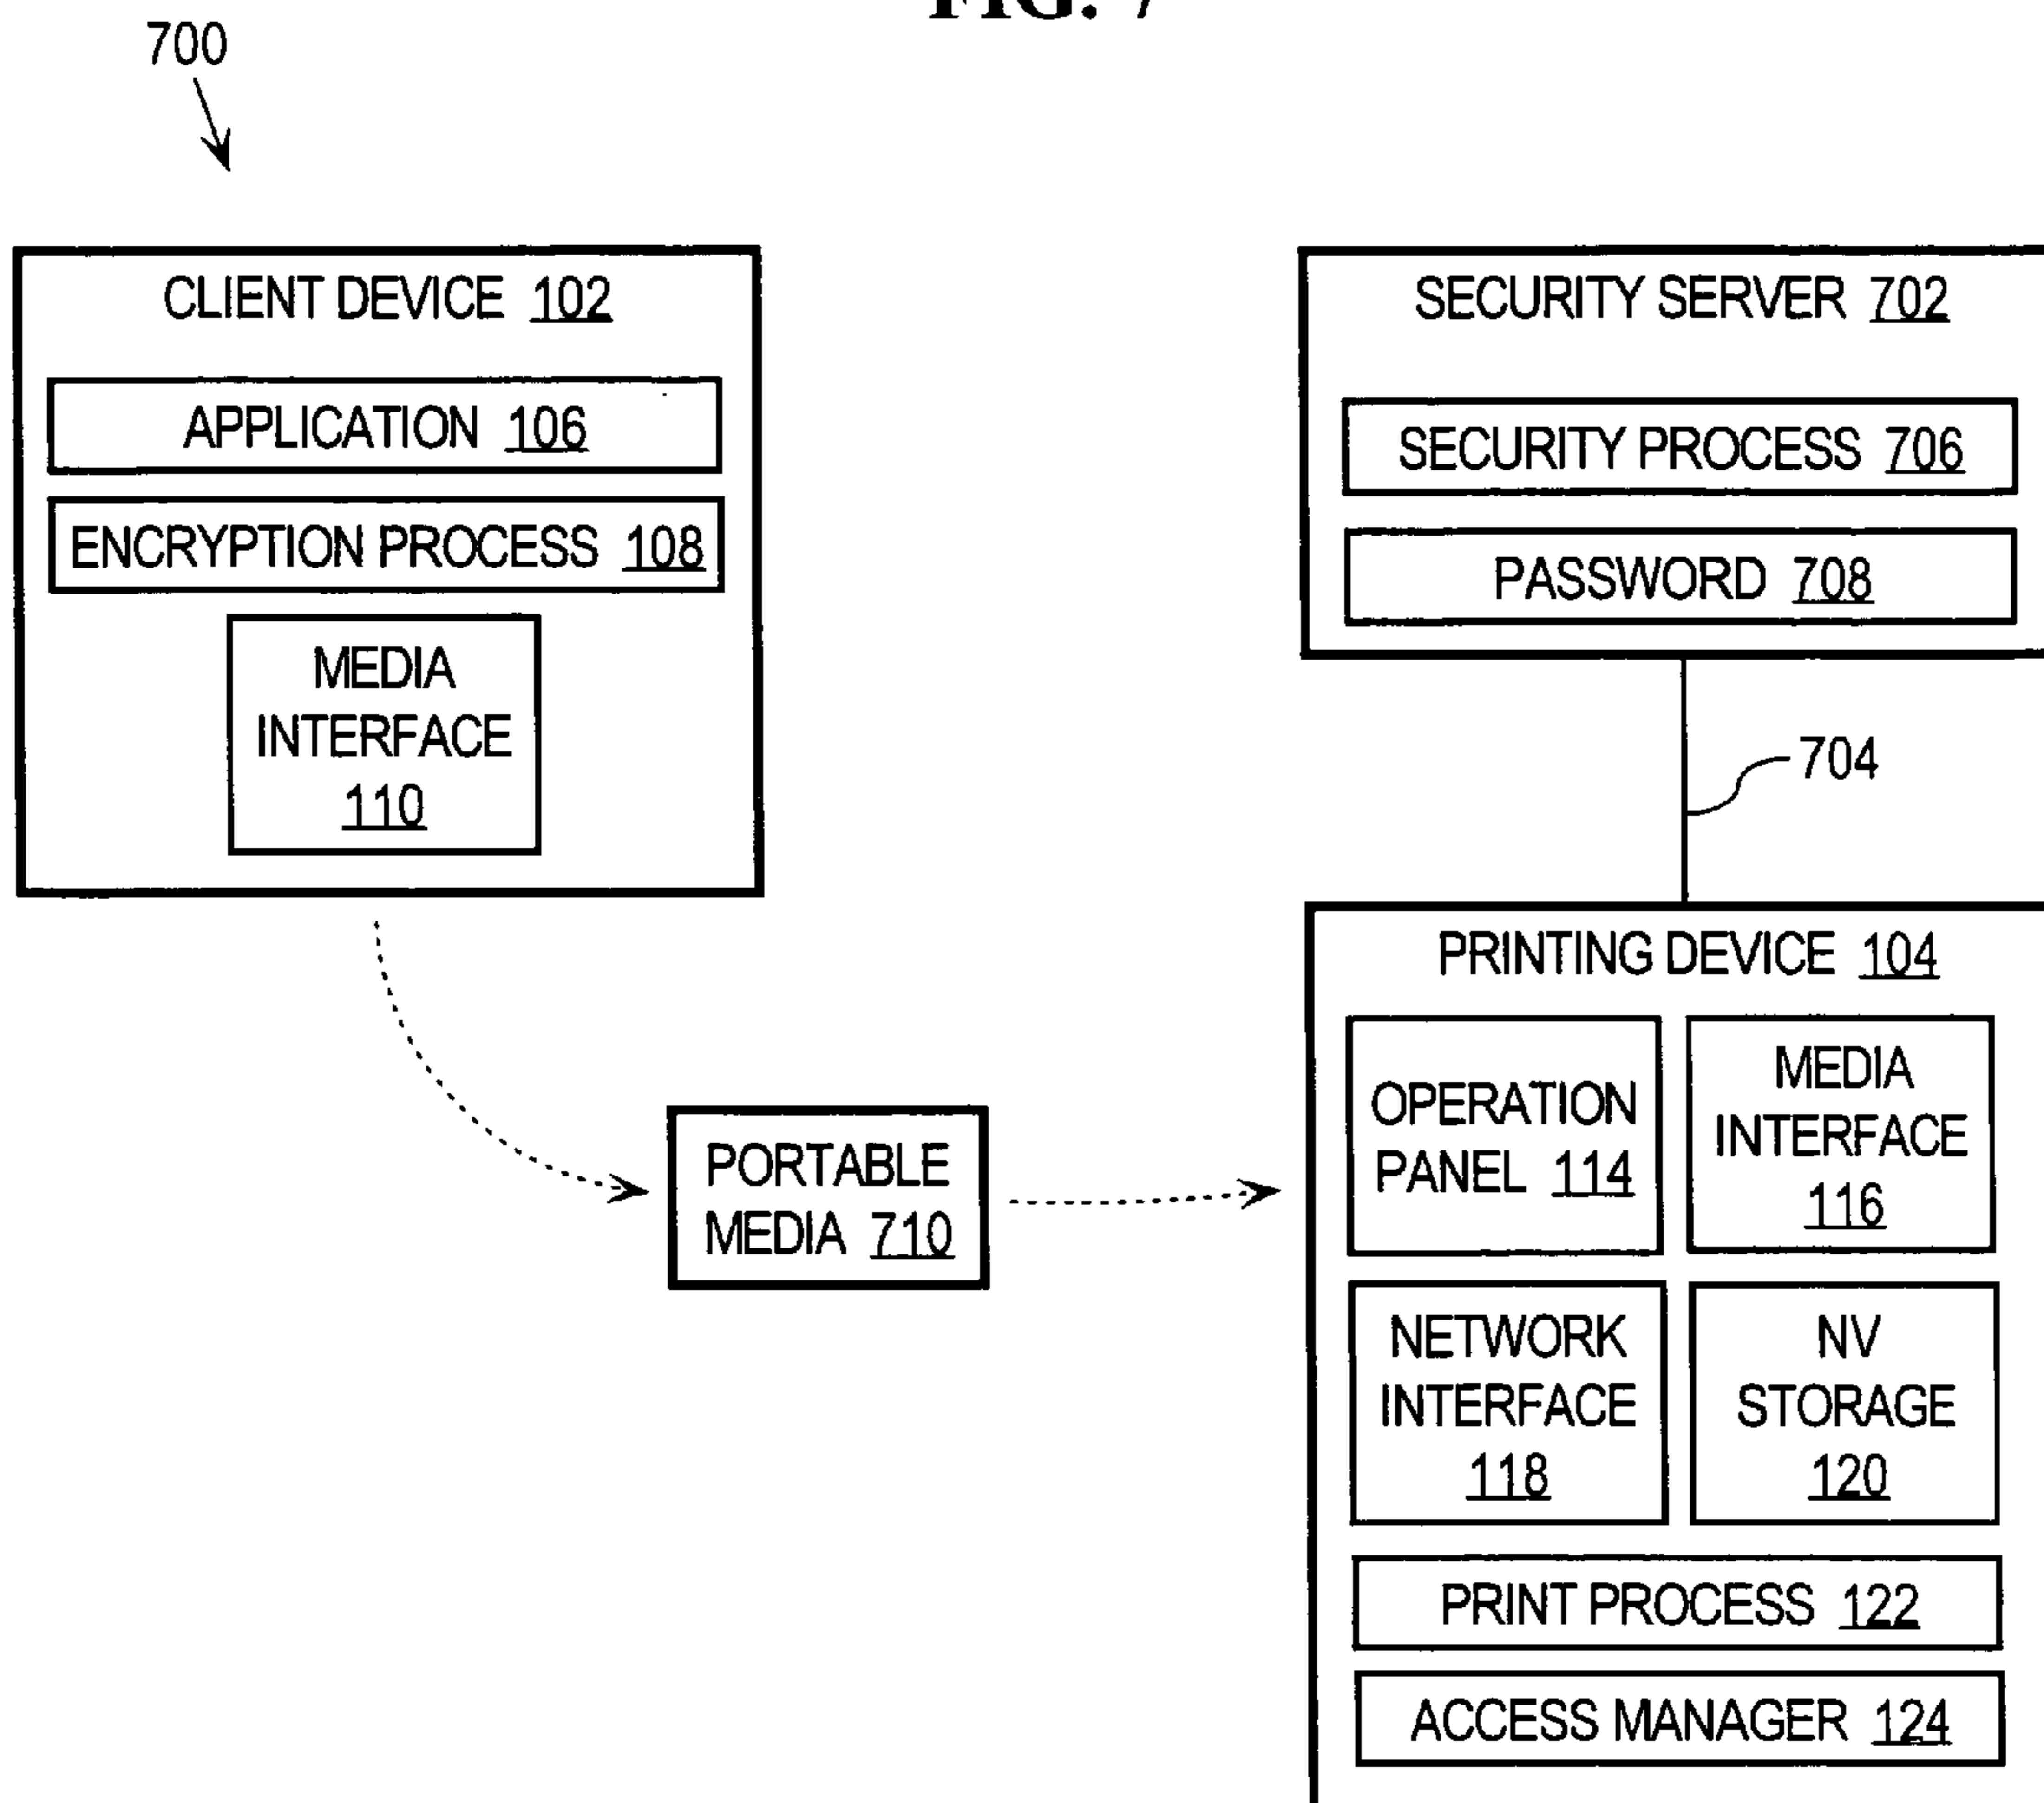 FIG. 7
700
CLIENT DEVICE 102
APPLICATION 106
ENCRYPTION PROCESS 108
MEDIA
INTERFACE
110
SECURITY SERVER 702
SECURITY PROCESS 706
PASSWORD 708
704
PORTABLE
MEDIA 710
PRINTING DEVICE 104
OPERATION
PANEL 114
MEDIA
INTERFACE
116
NETWORK
INTERFACE
118
NV
STORAGE
120
PRINT PROCESS 122
ACCESS MANAGER 124